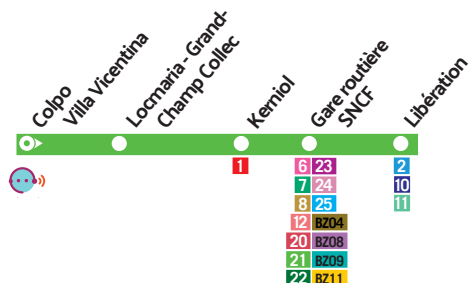 Colpo
Villa Vicentina
Locmaria - Grand-
Champ Collec
Kerniol
Gare routière
SNCF
Libération
1
6 23
7 24
8 25
12 BZ04
20 BZ08
21 BZ09
22 BZ11
2
10
11